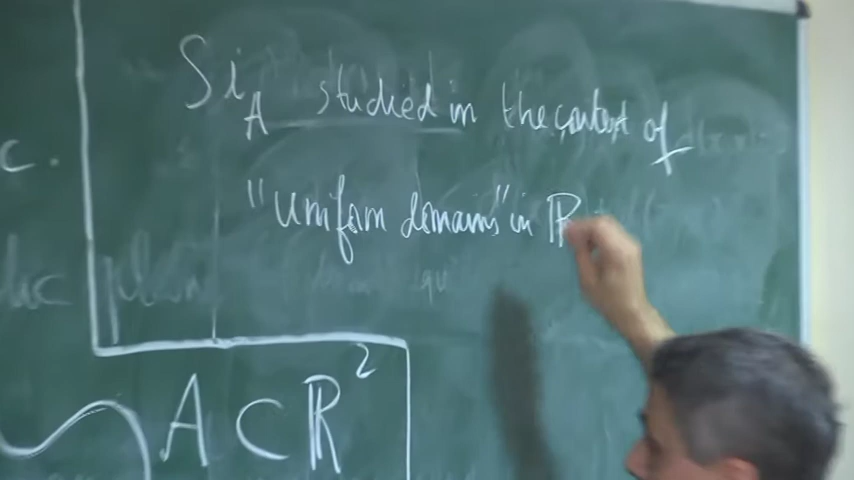 Si_A studied in the context of
"uniform domains" in ℝ
c.
A ⊂ ℝ²